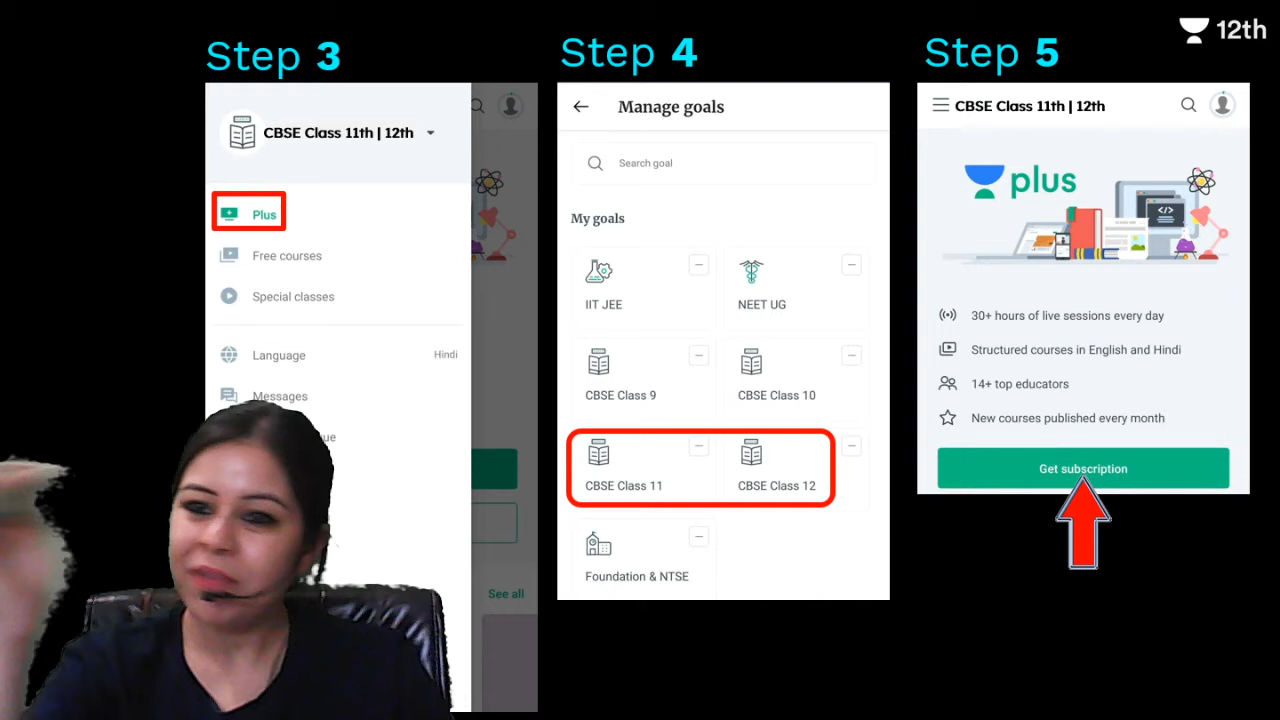 12th
Step 3
Step 4
Step 5
CBSE Class 11th | 12th
Plus
Free courses
Special classes
Language
Hindi
Messages
ue
See all
Manage goals
Search goal
My goals
IIT JEE
NEET UG
CBSE Class 9
CBSE Class 10
CBSE Class 11
CBSE Class 12
Foundation & NTSE
CBSE Class 11th | 12th
plus
30+ hours of live sessions every day
Structured courses in English and Hindi
14+ top educators
New courses published every month
Get subscription